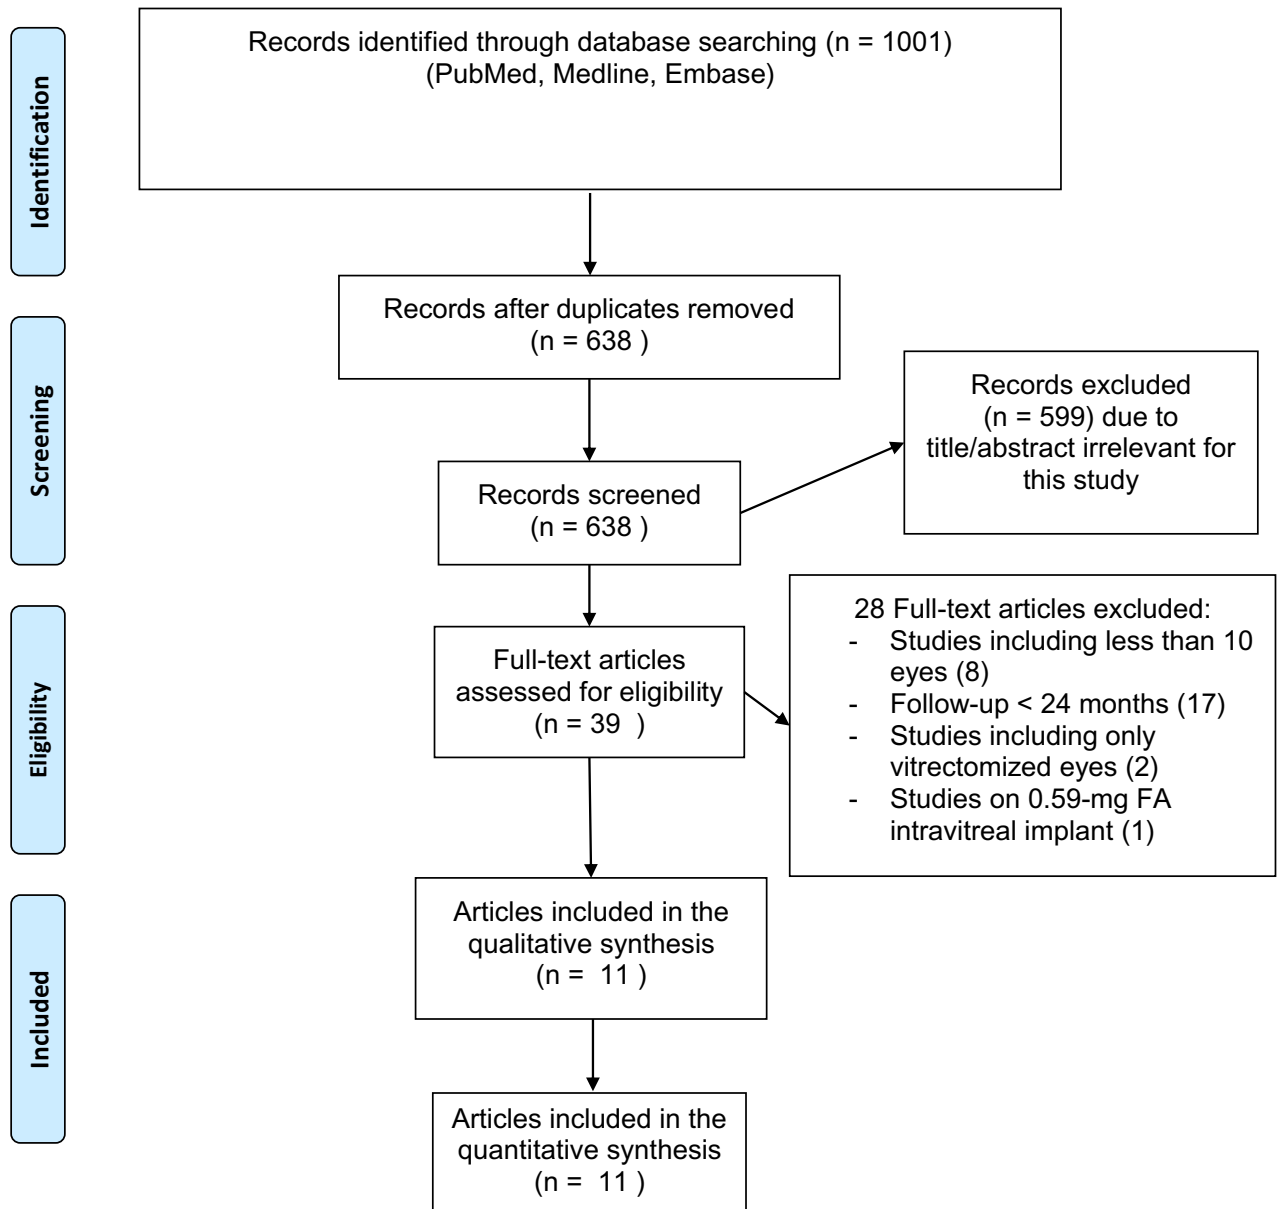 Identification
Records identified through database searching (n = 1001)
(PubMed, Medline, Embase)
Records after duplicates removed
(n = 638 )
Screening
Records excluded
(n = 599) due to
title/abstract irrelevant for
this study
Records screened
(n = 638 )
Eligibility
Full-text articles
assessed for eligibility
(n = 39  )
28 Full-text articles excluded:
- Studies including less than 10
eyes (8)
- Follow-up < 24 months (17)
- Studies including only
vitrectomized eyes (2)
- Studies on 0.59-mg FA
intravitreal implant (1)
Included
Articles included in the
qualitative synthesis
(n =  11 )
Articles included in the
quantitative synthesis
(n =  11 )